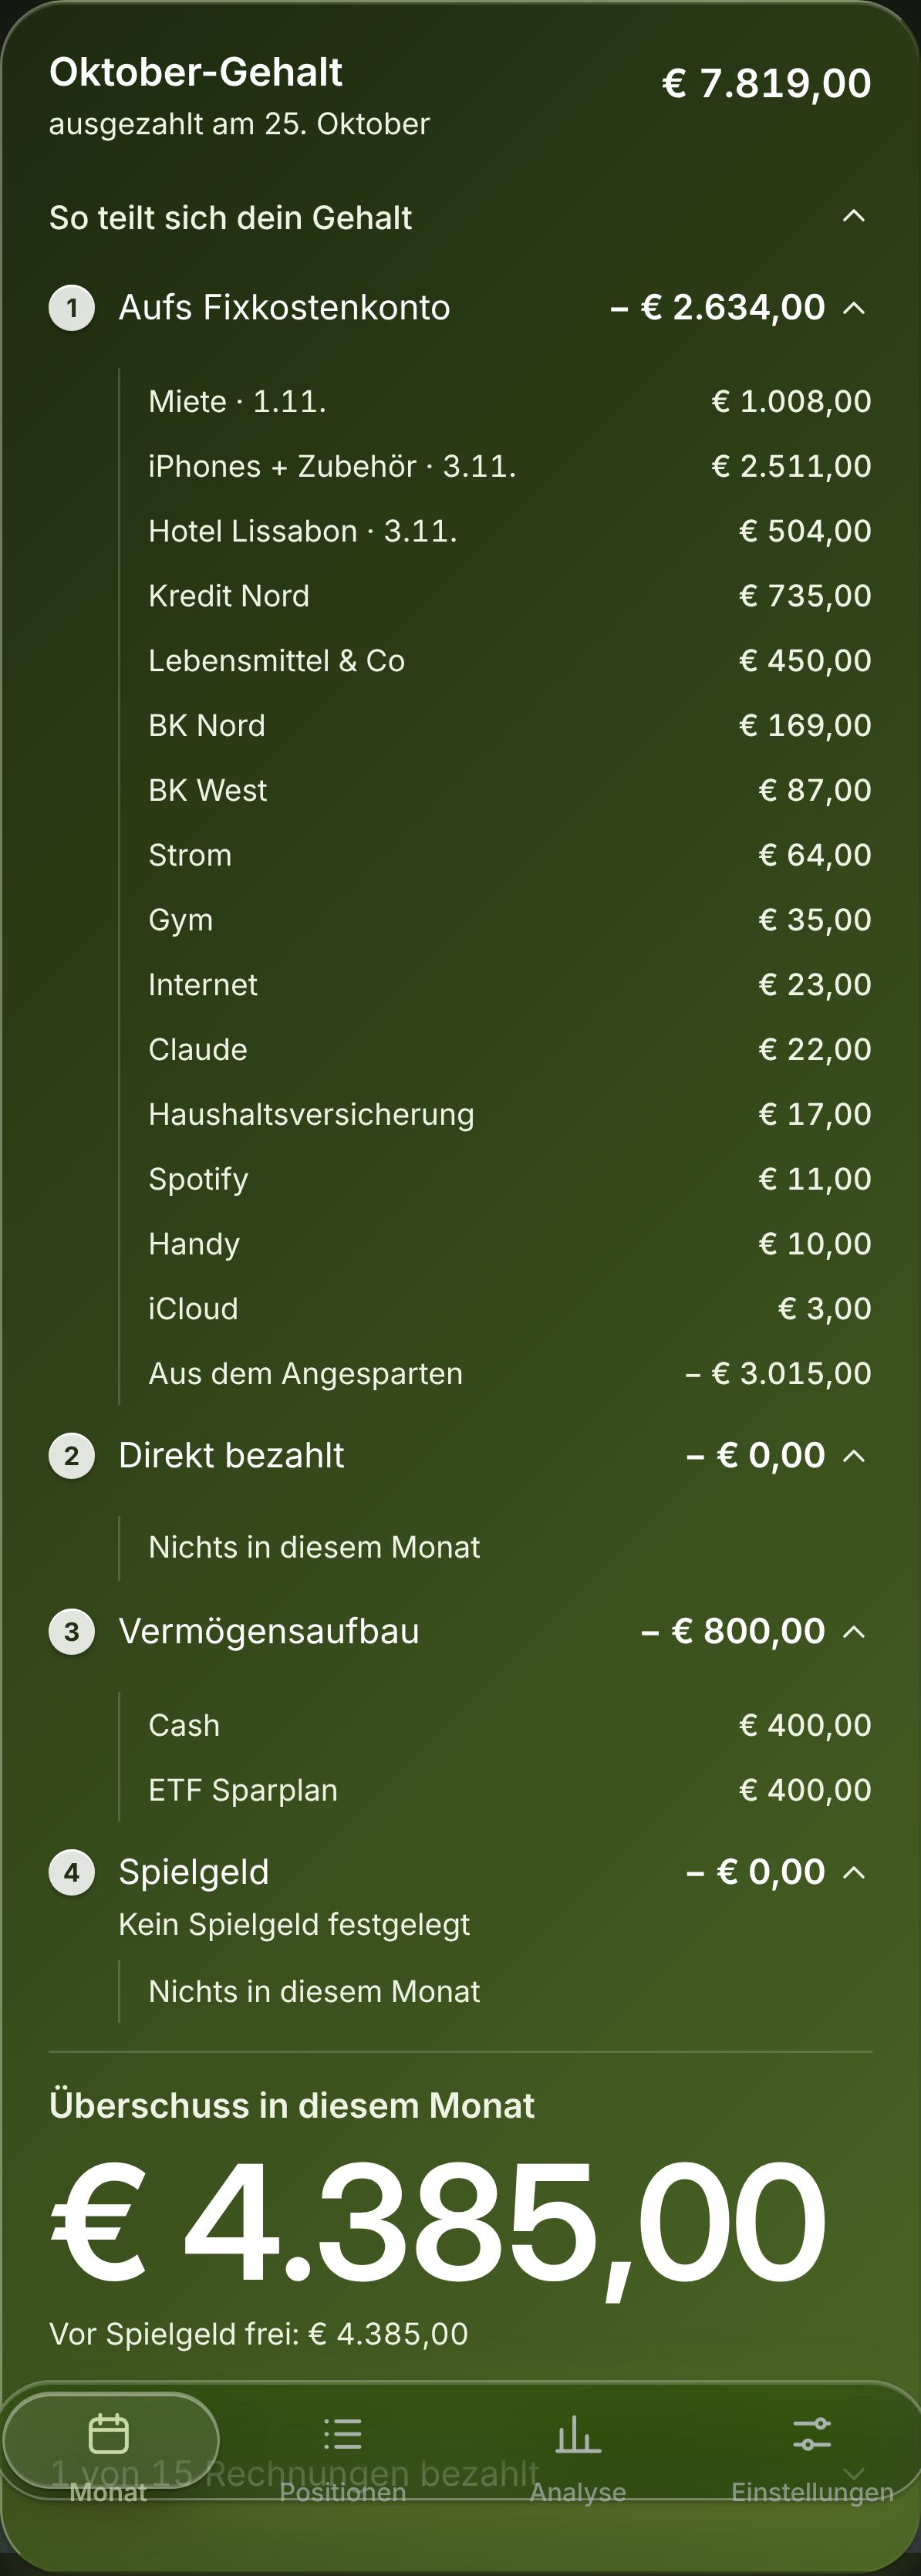 Oktober-Gehalt € 7.819,00
ausgezahlt am 25. Oktober
So teilt sich dein Gehalt
1 Aufs Fixkostenkonto – € 2.634,00
Miete · 1.11. € 1.008,00
iPhones + Zubehör · 3.11. € 2.511,00
Hotel Lissabon · 3.11. € 504,00
Kredit Nord € 735,00
Lebensmittel & Co € 450,00
BK Nord € 169,00
BK West € 87,00
Strom € 64,00
Gym € 35,00
Internet € 23,00
Claude € 22,00
Haushaltsversicherung € 17,00
Spotify € 11,00
Handy € 10,00
iCloud € 3,00
Aus dem Angesparten – € 3.015,00
2 Direkt bezahlt – € 0,00
Nichts in diesem Monat
3 Vermögensaufbau – € 800,00
Cash € 400,00
ETF Sparplan € 400,00
4 Spielgeld – € 0,00
Kein Spielgeld festgelegt
Nichts in diesem Monat
Überschuss in diesem Monat
€ 4.385,00
Vor Spielgeld frei: € 4.385,00
1 von 15 Rechnungen bezahlt
Monat Positionen Analyse Einstellungen